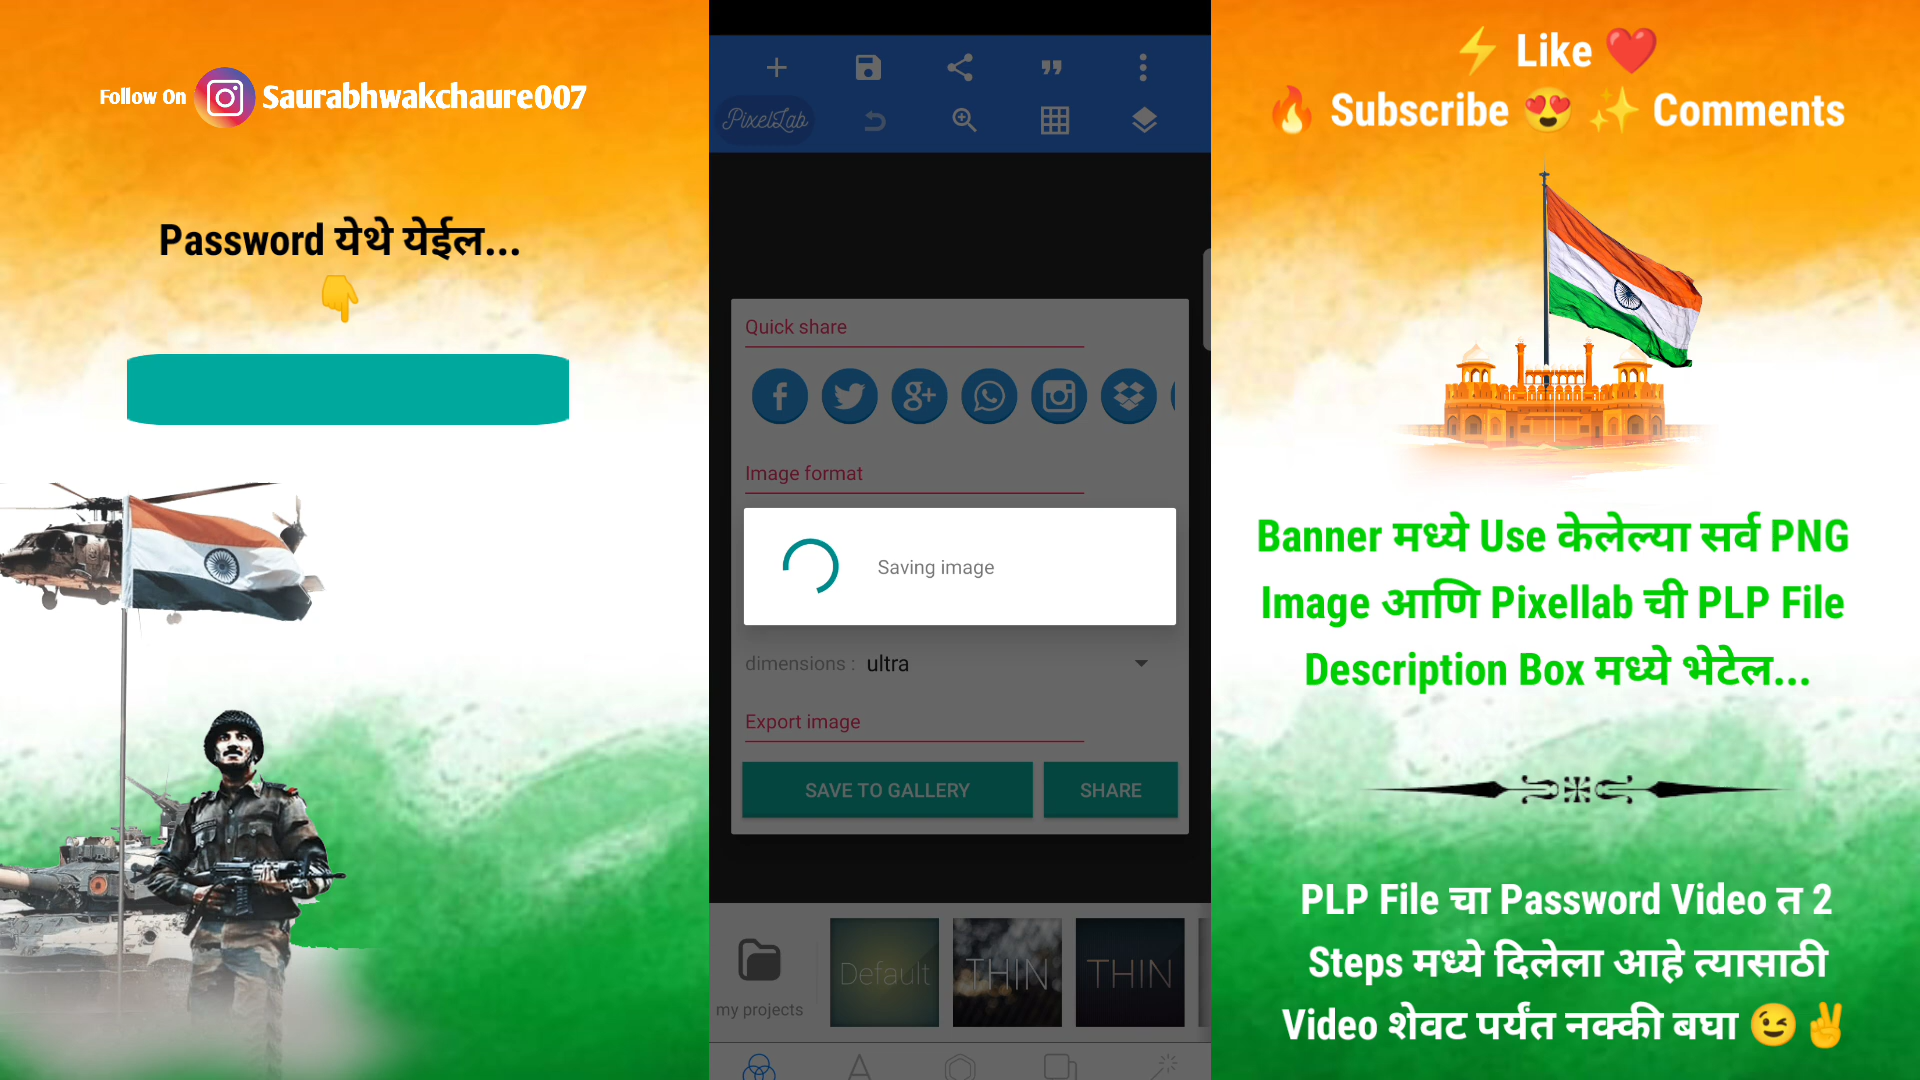 Follow On Saurabhwakchaure007
Password येथे येईल...
PixelLab
Quick share
Image format
Saving image
dimensions : ultra
Export image
SAVE TO GALLERY
SHARE
my projects
Default
THIN
THIN
Like
Subscribe Comments
Banner मध्ये Use केलेल्या सर्व PNG
Image आणि Pixellab ची PLP File
Description Box मध्ये भेटेल...
PLP File चा Password Video त 2
Steps मध्ये दिलेला आहे त्यासाठी
Video शेवट पर्यंत नक्की बघा